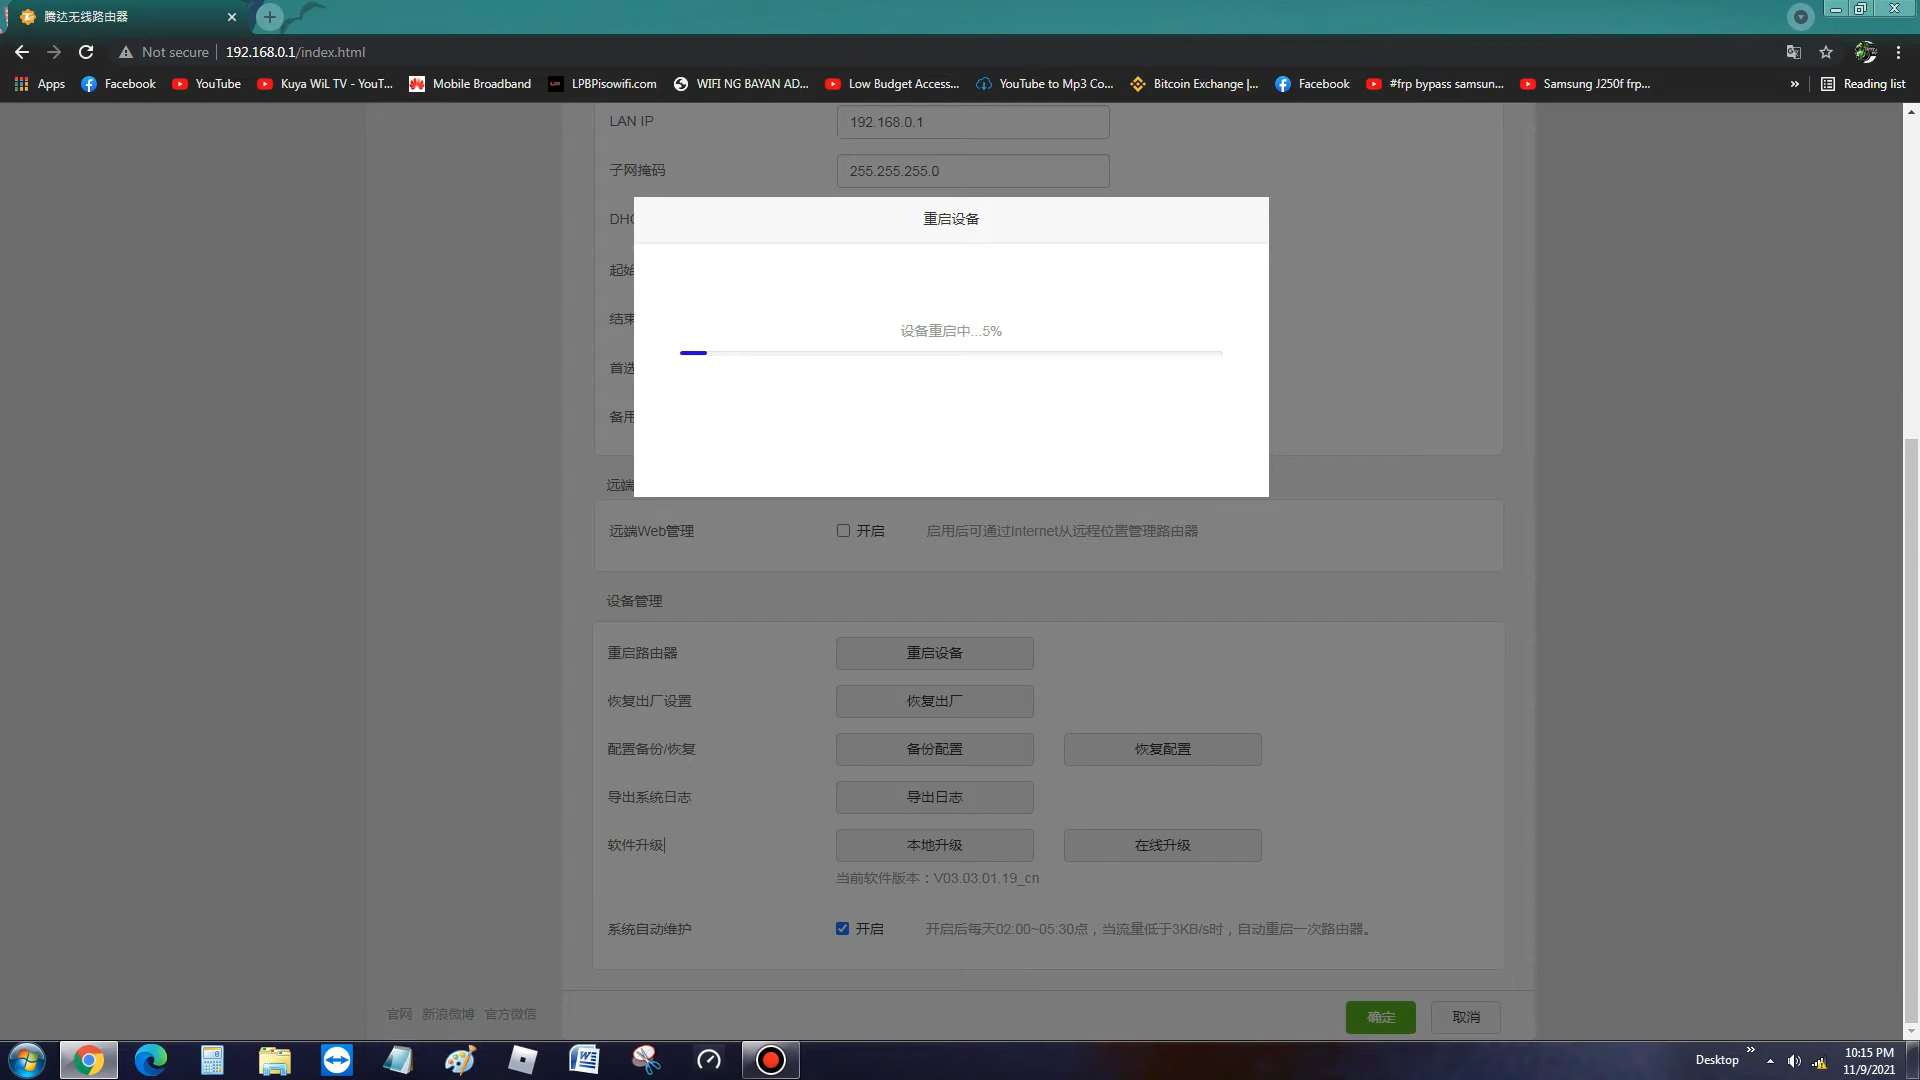 腾达无线路由器
Not secure 192.168.0.1/index.html
Apps Facebook YouTube Kuya WiL TV - YouT... Mobile Broadband LPBPisowifi.com WIFI NG BAYAN AD... Low Budget Access... YouTube to Mp3 Co... Bitcoin Exchange |... Facebook #frp bypass samsun... Samsung J250f frp... » Reading list
LAN IP 192.168.0.1
子网掩码 255.255.255.0
重启设备
起始
设备重启中...5%
结束
首选
备用
远端
远端Web管理 开启 启用后可通过Internet从远程位置管理路由器
设备管理
重启路由器 重启设备
恢复出厂设置 恢复出厂
配置备份/恢复 备份配置 恢复配置
导出系统日志 导出日志
软件升级 本地升级 在线升级
当前软件版本：V03.03.01.19_cn
系统自动维护 开启 开启后每天02:00~05:30点，当流量低于3KB/s时，自动重启一次路由器。
官网 新浪微博 官方微信 确定 取消
Desktop » 10:15 PM
11/9/2021